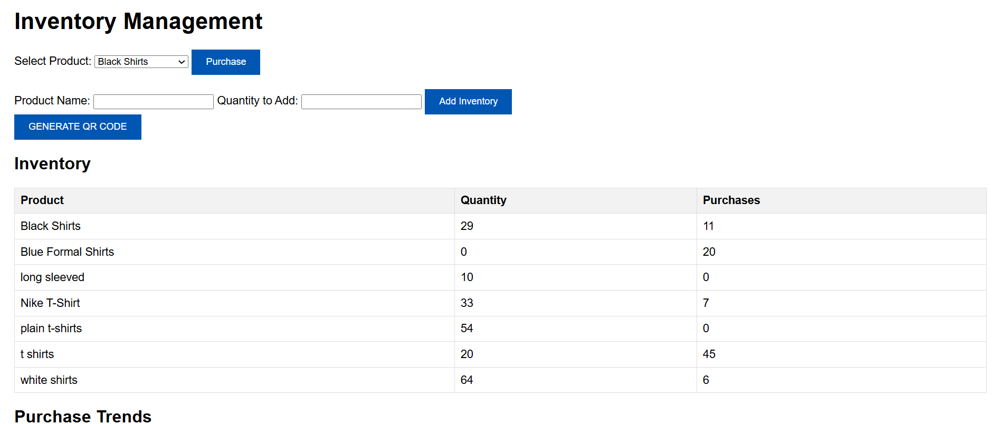 Inventory Management
Select Product: Black Shirts Purchase
Product Name: Quantity to Add: Add Inventory
GENERATE QR CODE
Inventory
Product Quantity Purchases
Black Shirts 29 11
Blue Formal Shirts 0 20
long sleeved 10 0
Nike T-Shirt 33 7
plain t-shirts 54 0
t shirts 20 45
white shirts 64 6
Purchase Trends